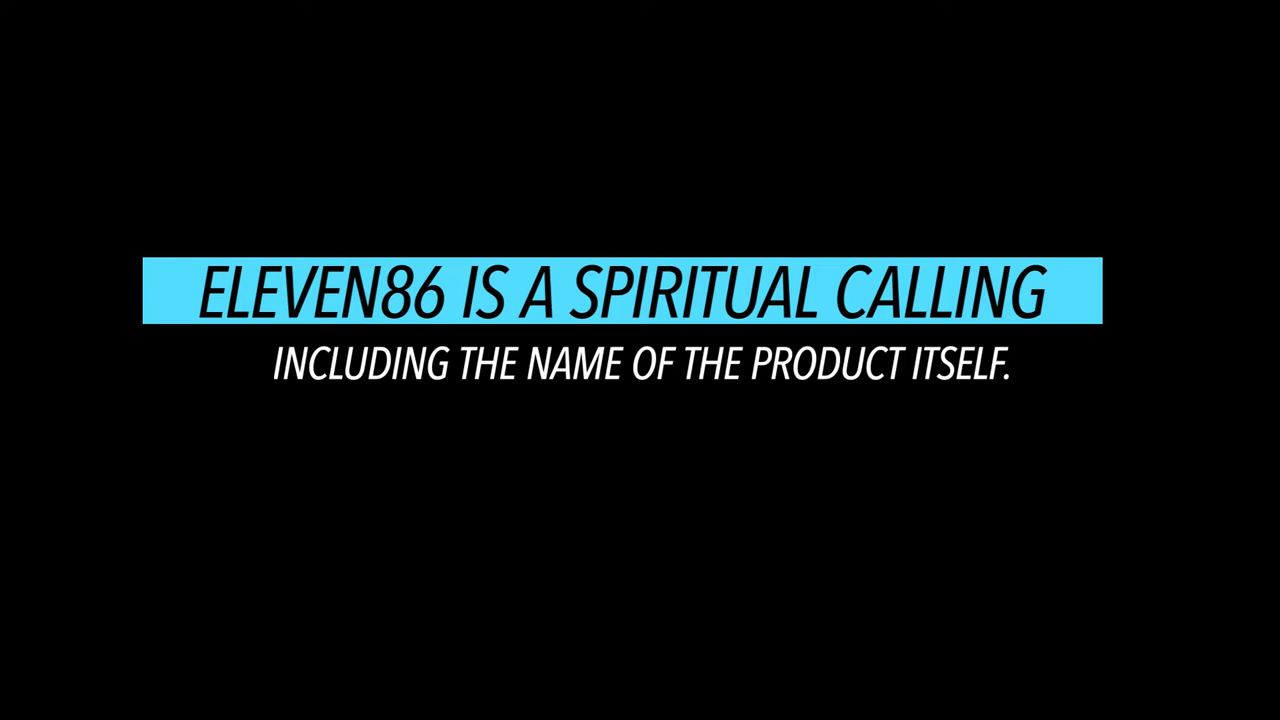 ELEVEN86 IS A SPIRITUAL CALLING
INCLUDING THE NAME OF THE PRODUCT ITSELF.